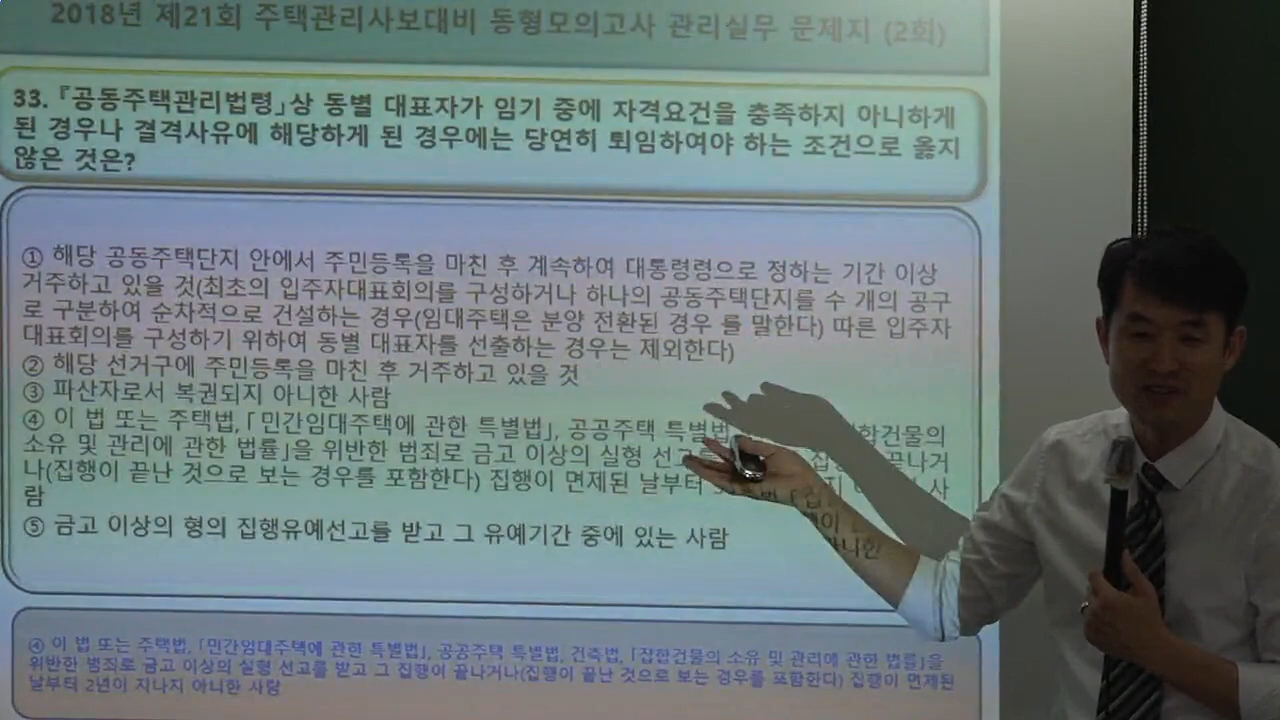 2018년 제21회 주택관리사보대비 동형모의고사 관리실무 문제지 (2회)
33.『공동주택관리법령』상 동별 대표자가 임기 중에 자격요건을 충족하지 아니하게
된 경우나 결격사유에 해당하게 된 경우에는 당연히 퇴임하여야 하는 조건으로 옳지
않은 것은?
① 해당 공동주택단지 안에서 주민등록을 마친 후 계속하여 대통령령으로 정하는 기간 이상
거주하고 있을 것(최초의 입주자대표회의를 구성하거나 하나의 공동주택단지를 수 개의 공구
로 구분하여 순차적으로 건설하는 경우(임대주택은 분양 전환된 경우 를 말한다) 따른 입주자
대표회의를 구성하기 위하여 동별 대표자를 선출하는 경우는 제외한다)
② 해당 선거구에 주민등록을 마친 후 거주하고 있을 것
③ 파산자로서 복권되지 아니한 사람
④ 이 법 또는 주택법,「민간임대주택에 관한 특별법」, 공공주택 특별법 합건물의
소유 및 관리에 관한 법률」을 위반한 범죄로 금고 이상의 실형 선고를 끝나거
나(집행이 끝난 것으로 보는 경우를 포함한다) 집행이 면제된 날부터 사
람
⑤ 금고 이상의 형의 집행유예선고를 받고 그 유예기간 중에 있는 사람
④ 이 법 또는 주택법,「민간임대주택에 관한 특별법」, 공공주택 특별법, 건축법,「집합건물의 소유 및 관리에 관한 법률」을
위반한 범죄로 금고 이상의 실형 선고를 받고 그 집행이 끝나거나(집행이 끝난 것으로 보는 경우를 포함한다) 집행이 면제된
날부터 2년이 지나지 아니한 사람